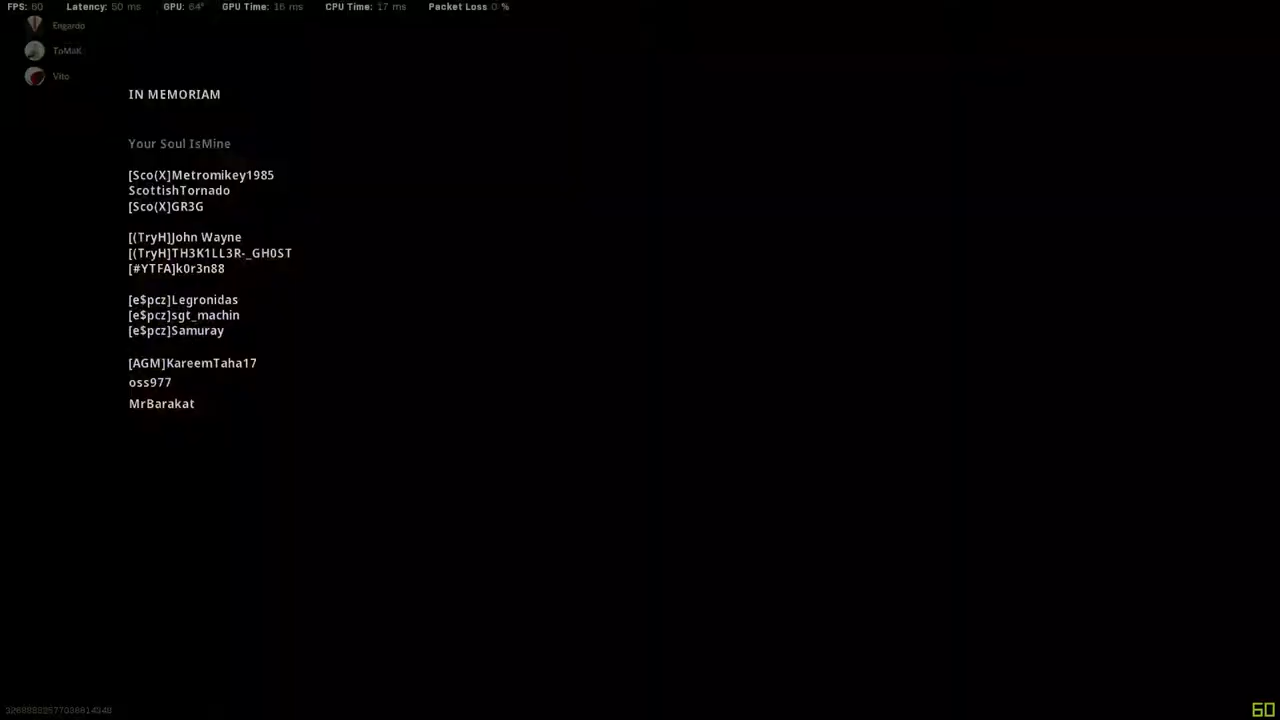 FPS: 60 Latency: 50 ms GPU: 64° GPU Time: 16 ms CPU Time: 17 ms Packet Loss 0 %
Engardo
ToMaK
Vito
IN MEMORIAM
Your Soul IsMine
[Sco(X]Metromikey1985
ScottishTornado
[Sco(X]GR3G
[(TryH]John Wayne
[(TryH]TH3K1LL3R-_GH0ST
[#YTFA]k0r3n88
[e$pcz]Legronidas
[e$pcz]sgt_machin
[e$pcz]Samuray
[AGM]KareemTaha17
oss977
MrBarakat
60